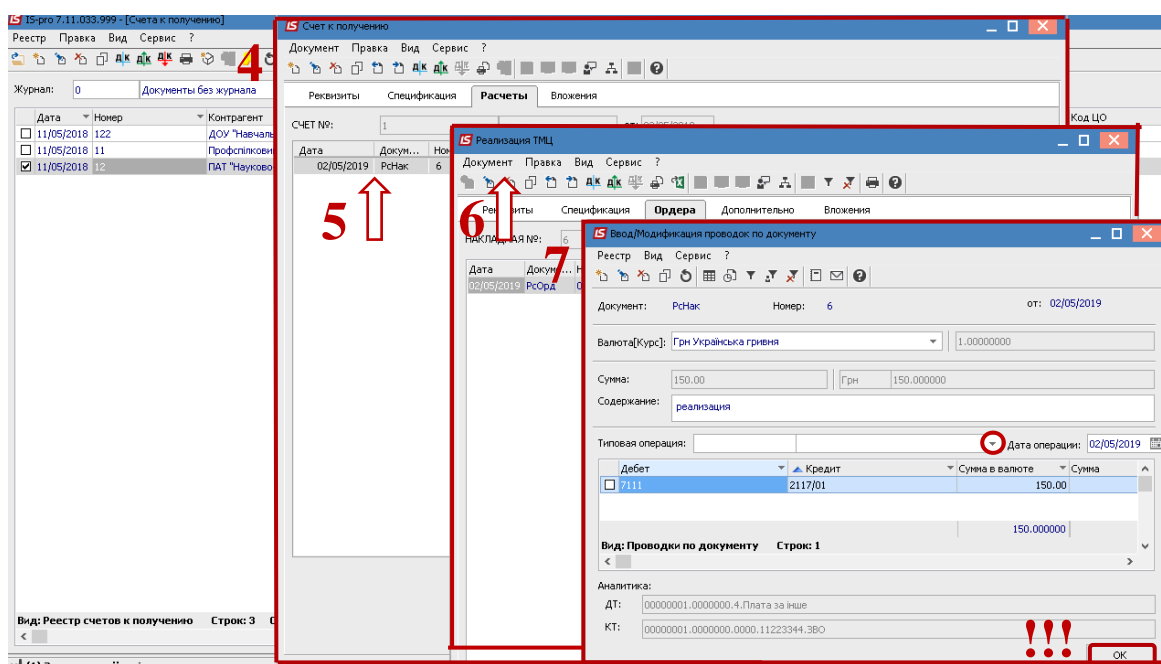 IS-pro 7.11.033.999 - [Счета к получению]
Реестр Правка Вид Сервис ?
Журнал: 0 Документы без журнала
Дата Номер Контрагент
11/05/2018 122 ДОУ "Навчаль
11/05/2018 11 Профспілкови
11/05/2018 12 ПАТ "Науково
Вид: Реестр счетов к получению Строк: 3
4
Счет к получению
Документ Правка Вид Сервис ?
Реквизиты Спецификация Расчеты Вложения
СЧЕТ №: 1 от: 02/05/2019
Дата Докум... Ном
02/05/2019 РсНак 6
5
Код ЦО
Реализация ТМЦ
Документ Правка Вид Сервис ?
6
Реквизиты Спецификация Ордера Дополнительно Вложения
НАКЛАДНАЯ №: 6
Дата Докум... Н
02/05/2019 РсОрд 0
7
Ввод/Модификация проводок по документу
Реестр Вид Сервис ?
Документ: РсНак Номер: 6 от: 02/05/2019
Валюта[Курс]: Грн Українська гривня 1.00000000
Сумма: 150.00 Грн 150.000000
Содержание: реализация
Типовая операция: Дата операции: 02/05/2019
Дебет Кредит Сумма в валюте Сумма
7111 2117/01 150.00
150.000000
Вид: Проводки по документу Строк: 1
Аналитика:
ДТ: 00000001.0000000.4.Плата за інше
КТ: 00000001.0000000.0000.11223344.ЗВО
!!!
OK